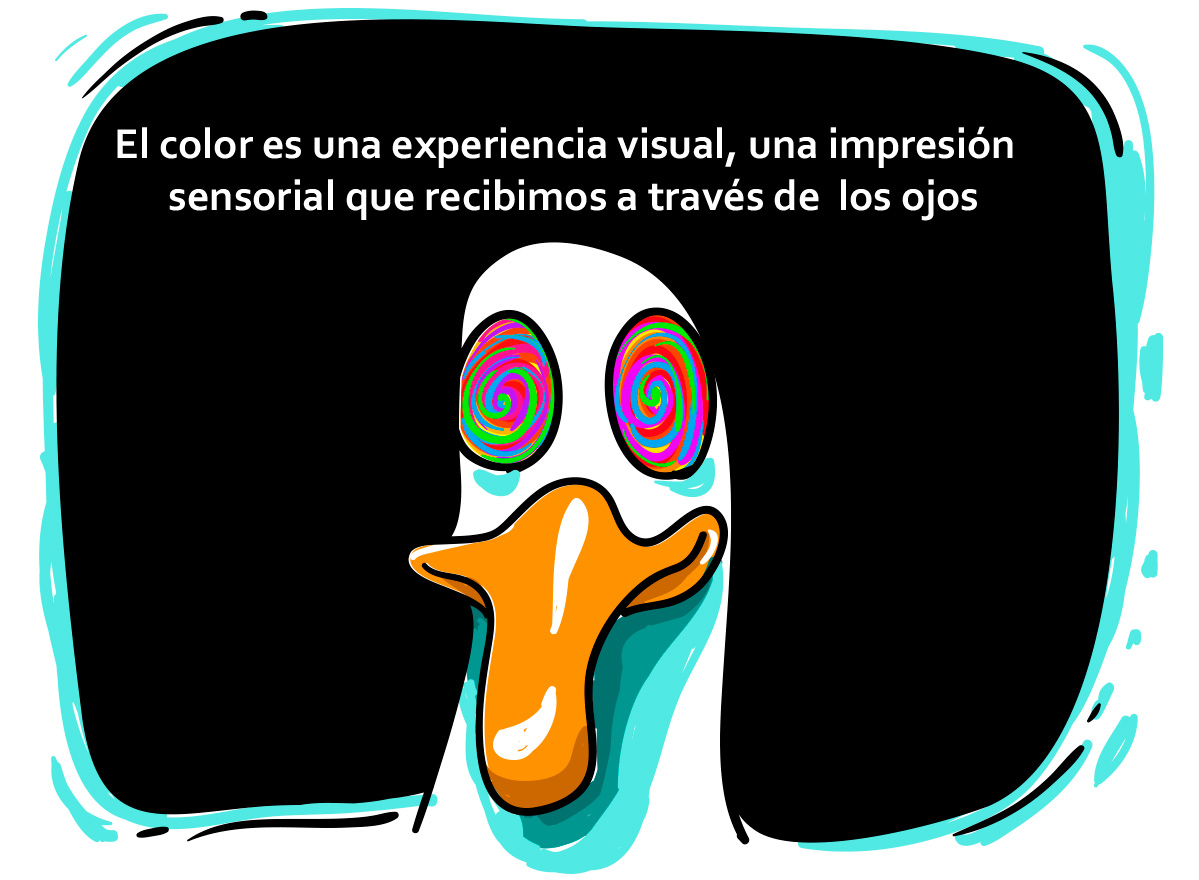 El color es una experiencia visual, una impresión
sensorial que recibimos a través de  los ojos